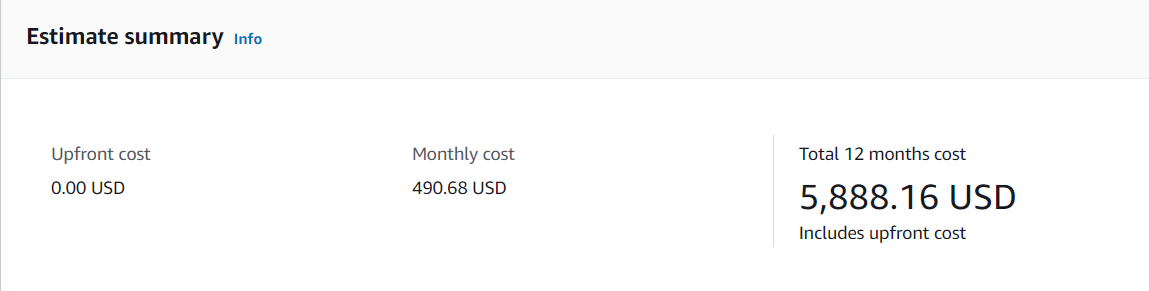 Estimate summary Info
Upfront cost
0.00 USD
Monthly cost
490.68 USD
Total 12 months cost
5,888.16 USD
Includes upfront cost